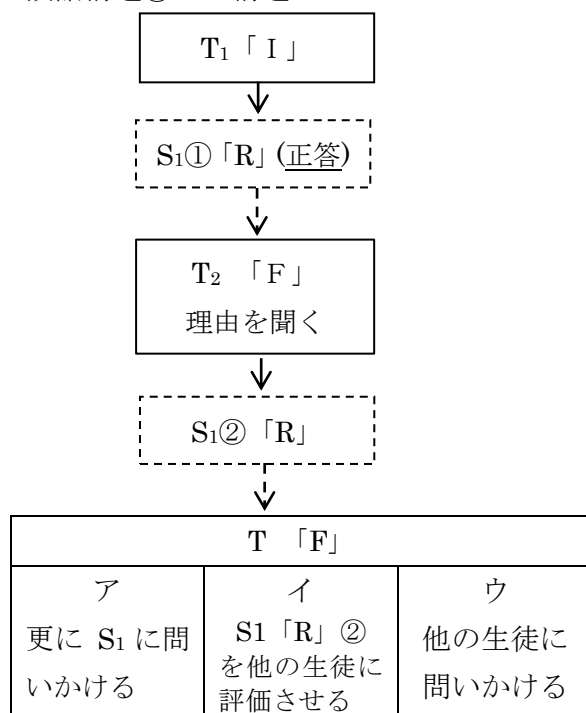 T₁「I」
S₁①「R」(正答)
T₂ 「F」
理由を聞く
S₁②「R」
T 「F」
ア
更に S₁ に問
いかける
イ
S1「R」②
を他の生徒に
評価させる
ウ
他の生徒に
問いかける